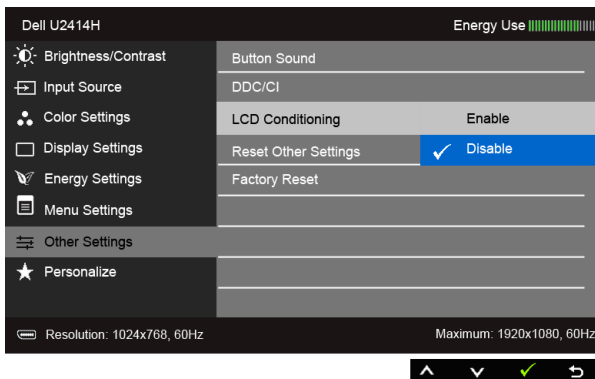 Dell U2414H Energy Use
Brightness/Contrast Button Sound
Input Source DDC/CI
Color Settings LCD Conditioning Enable
Display Settings Reset Other Settings Disable
Energy Settings Factory Reset
Menu Settings
Other Settings
Personalize
Resolution: 1024x768, 60Hz Maximum: 1920x1080, 60Hz